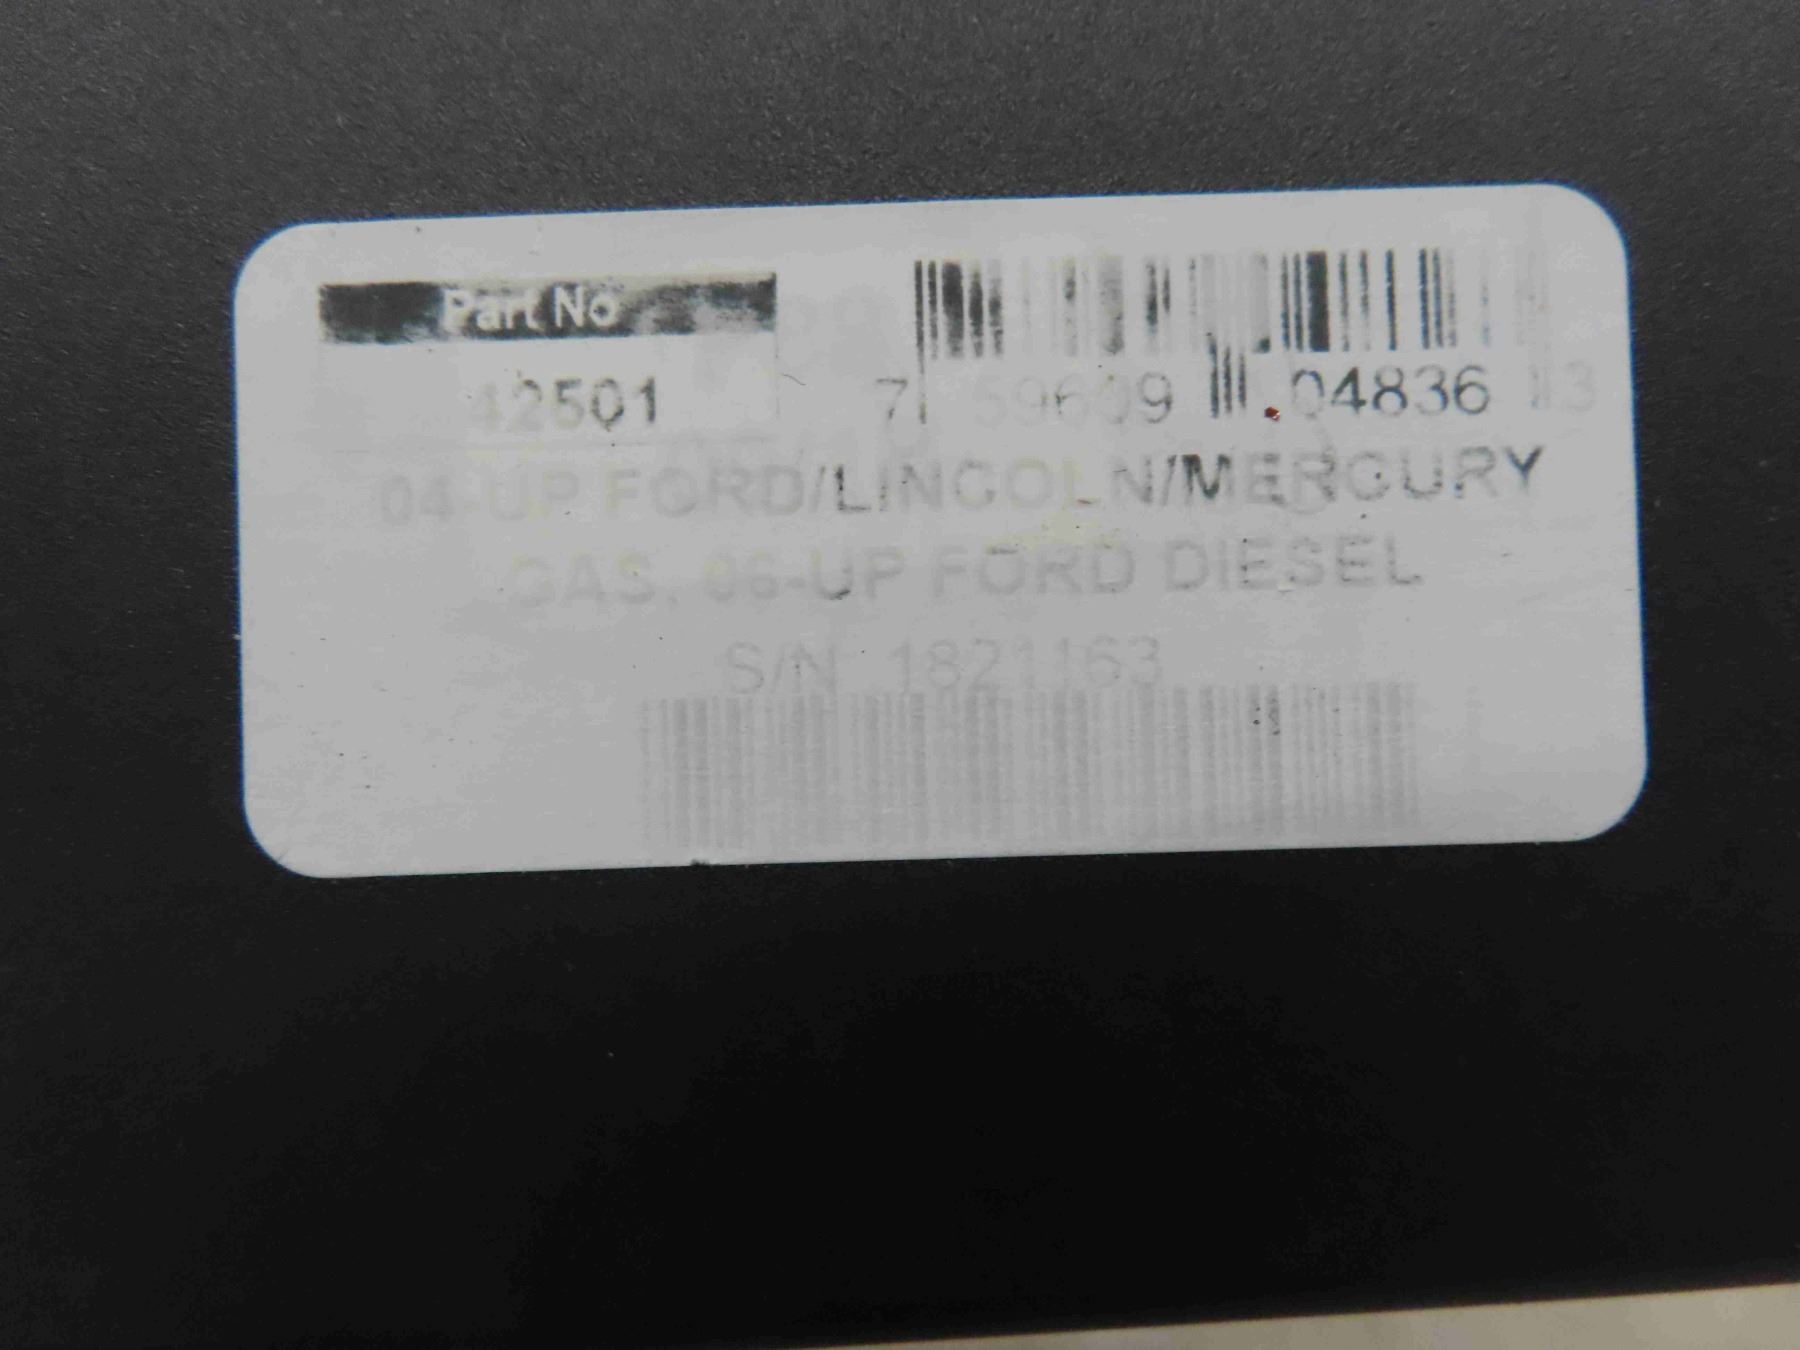 Part No
42501
7 59609 04836 3
04-UP FORD/LINCOLN/MERCURY
GAS, 06-UP FORD DIESEL
S/N 1821163